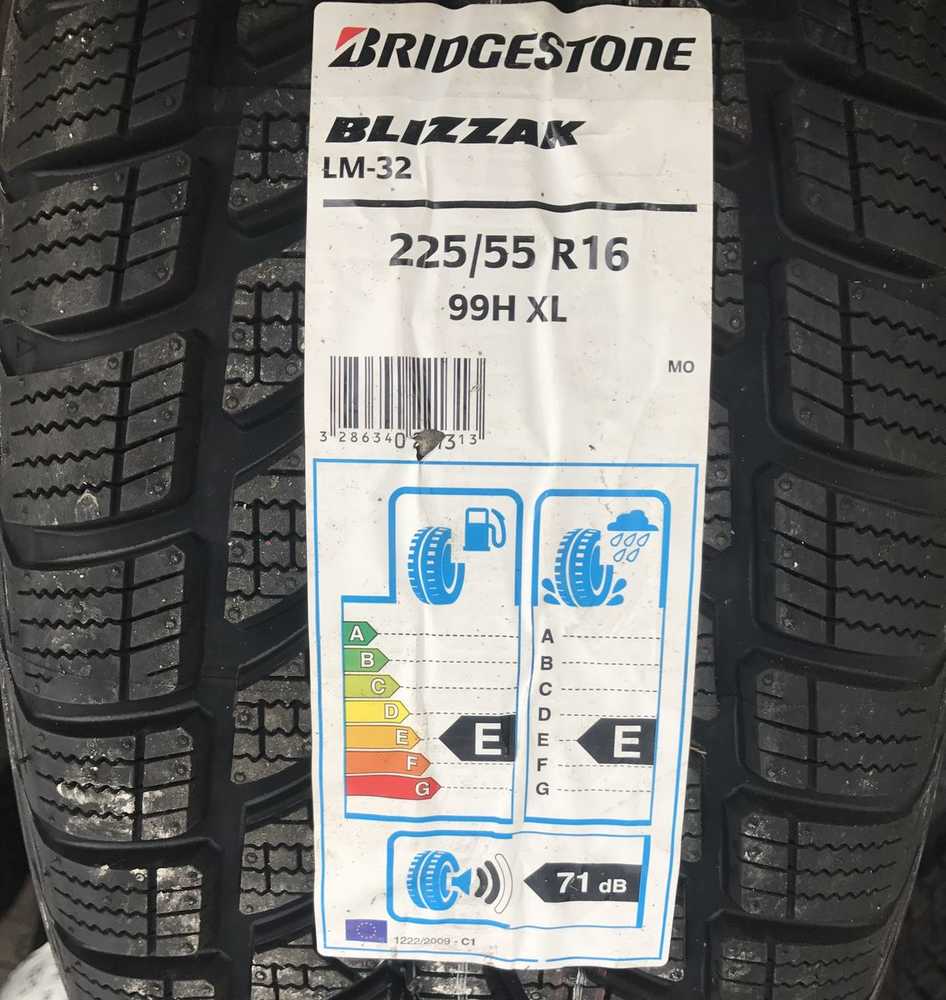 BRIDGESTONE
BLIZZAK
LM-32
225/55 R16
99H XL
MO
A
B
C
D
E
F
G
E
A
B
C
D
E
F
G
E
71 dB
1222/2009 - C1